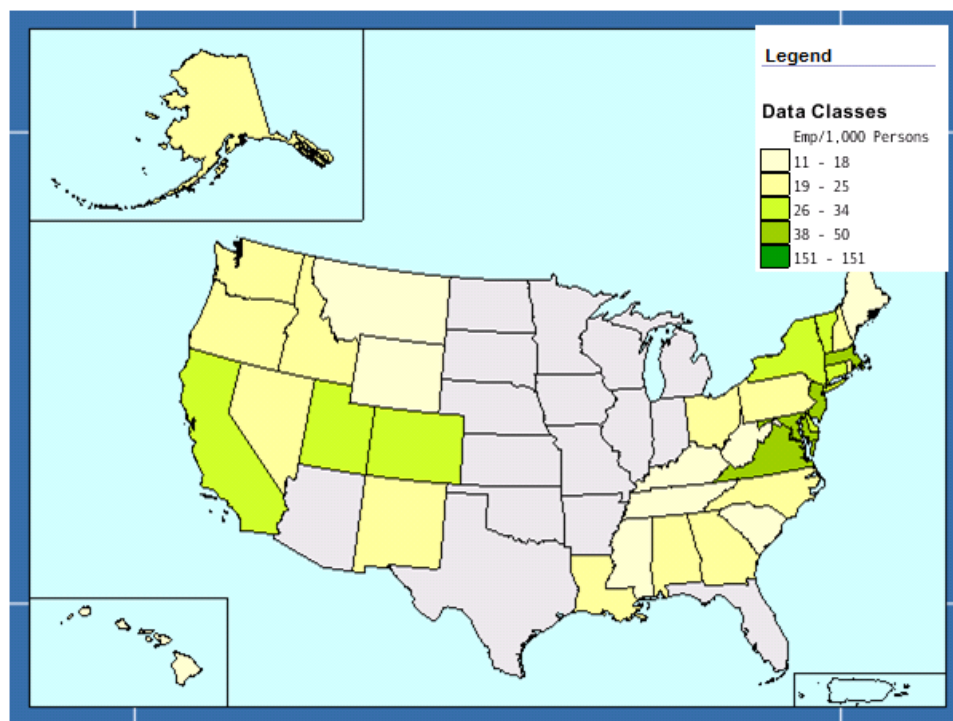 Legend
Data Classes
Emp/1,000 Persons
11 - 18
19 - 25
26 - 34
38 - 50
151 - 151